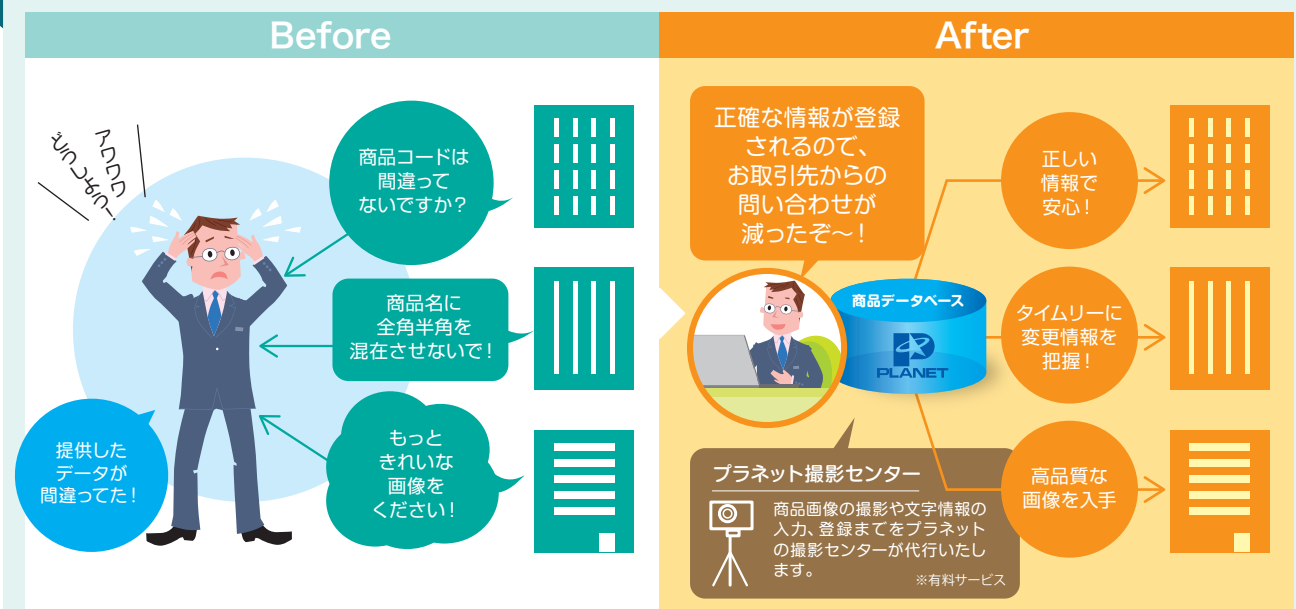 Before
アワワワ
どうしよう！
商品コードは
間違って
ないですか？
商品名に
全角半角を
混在させないで！
もっと
きれいな
画像を
ください！
提供した
データが
間違ってた！
After
正確な情報が登録
されるので、
お取引先からの
問い合わせが
減ったぞ～！
商品データベース
PLANET
正しい
情報で
安心！
タイムリーに
変更情報を
把握！
高品質な
画像を入手
プラネット撮影センター
商品画像の撮影や文字情報の
入力、登録までをプラネット
の撮影センターが代行いたし
ます。
※有料サービス